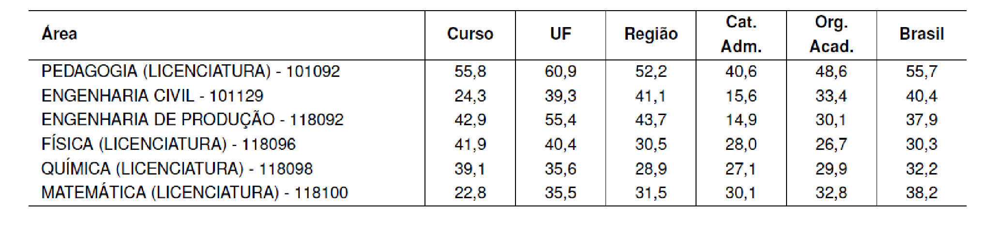 Área Curso UF Região Cat. Adm. Org. Acad. Brasil
PEDAGOGIA (LICENCIATURA) - 101092 55,8 60,9 52,2 40,6 48,6 55,7
ENGENHARIA CIVIL - 101129 24,3 39,3 41,1 15,6 33,4 40,4
ENGENHARIA DE PRODUÇÃO - 118092 42,9 55,4 43,7 14,9 30,1 37,9
FÍSICA (LICENCIATURA) - 118096 41,9 40,4 30,5 28,0 26,7 30,3
QUÍMICA (LICENCIATURA) - 118098 39,1 35,6 28,9 27,1 29,9 32,2
MATEMÁTICA (LICENCIATURA) - 118100 22,8 35,5 31,5 30,1 32,8 38,2